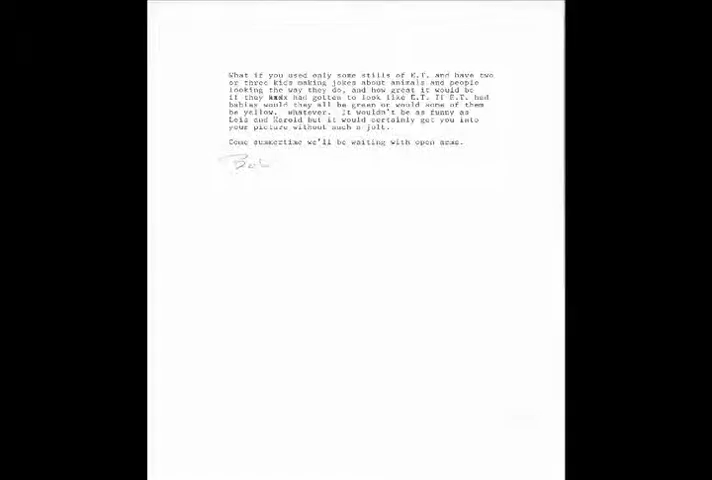 What if you used only some stills of E.T. and have two
or three kids making jokes about animals and people
looking the way they do, and how great it would be
if they had gotten to look like E.T. If E.T. had
babies would they all be green or would some of them
be yellow. Whatever. It wouldn't be as funny as
Leia and Harold but it would certainly get you into
your picture without such a jolt.
Come summertime we'll be waiting with open arms.
Bob